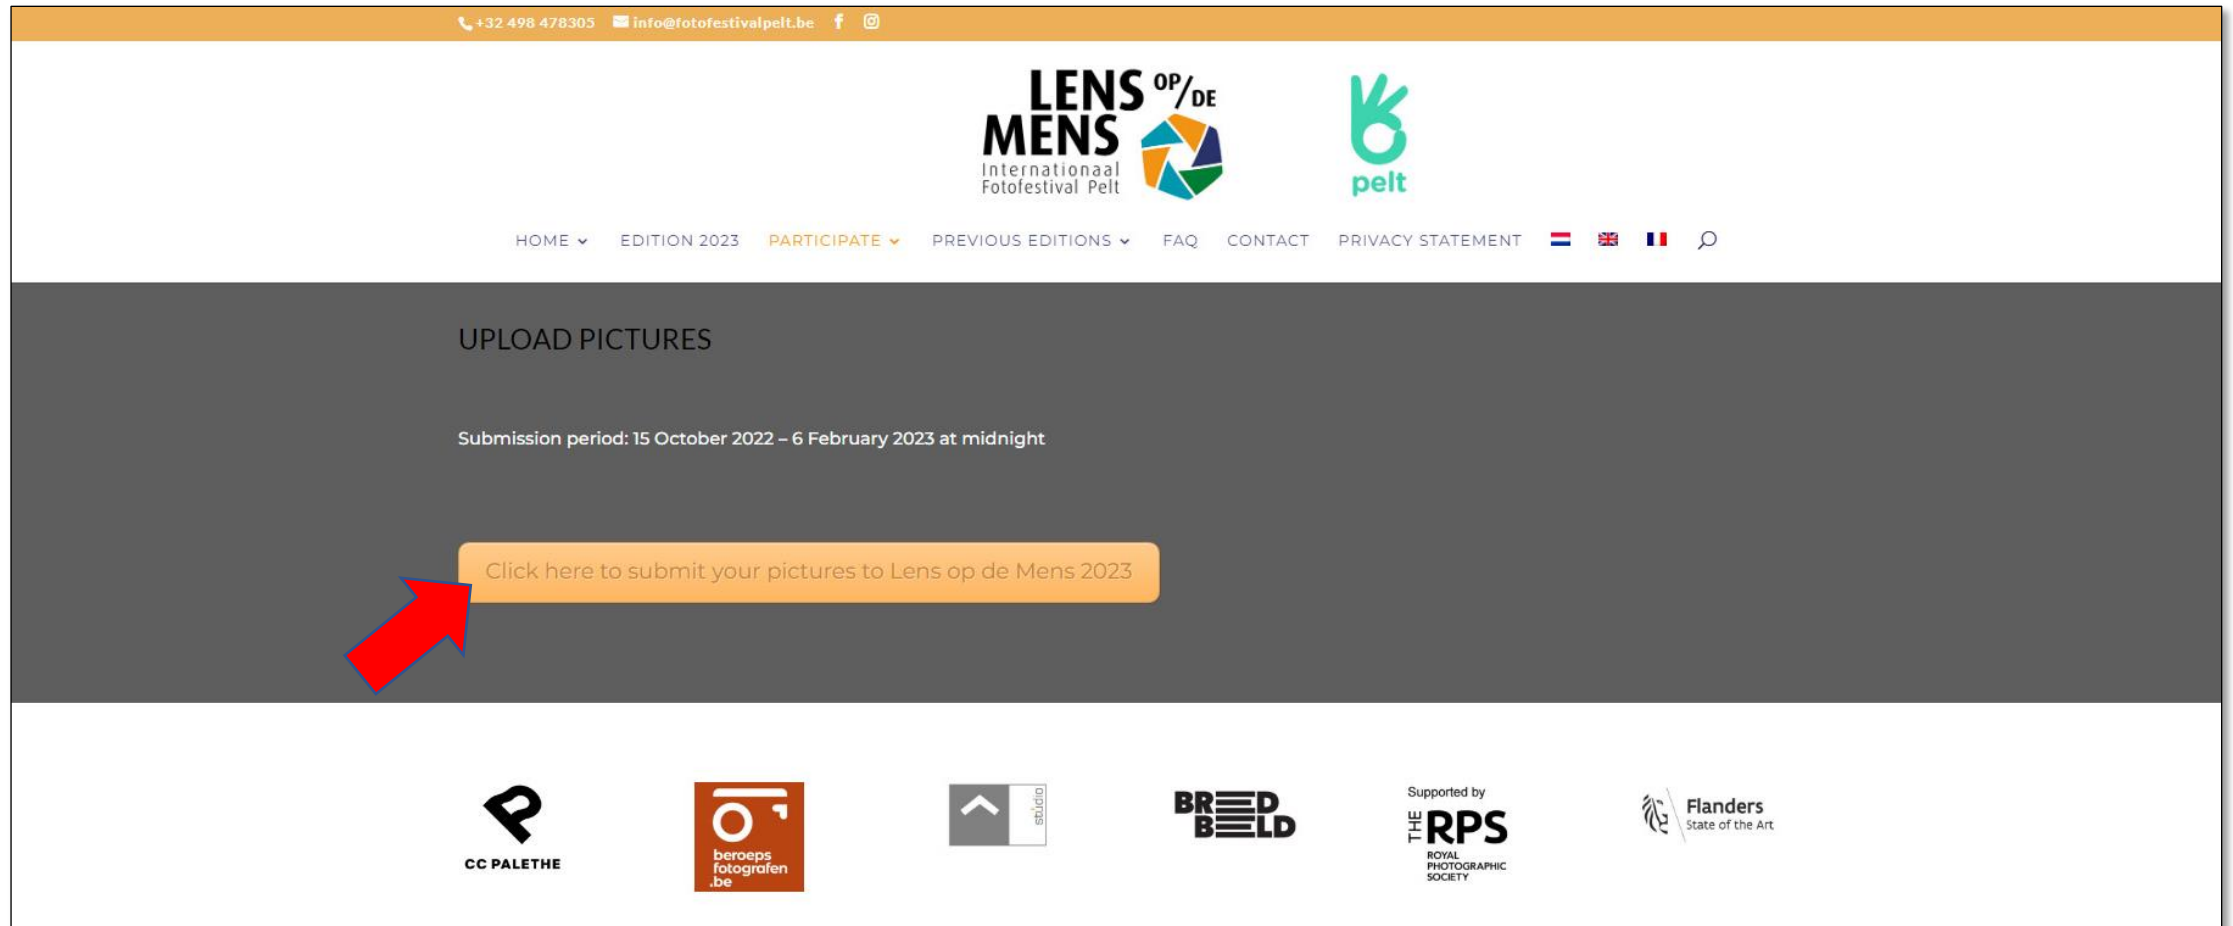 +32 498 478305 info@fotofestivalpelt.be
LENS OP/DE
MENS
Internationaal
Fotofestival Pelt
pelt
HOME EDITION 2023 PARTICIPATE PREVIOUS EDITIONS FAQ CONTACT PRIVACY STATEMENT
UPLOAD PICTURES
Submission period: 15 October 2022 – 6 February 2023 at midnight
Click here to submit your pictures to Lens op de Mens 2023
CC PALETHE
beroeps
fotografen
.be
stúdio
BREED
BEELD
Supported by
THE RPS
ROYAL
PHOTOGRAPHIC
SOCIETY
Flanders
State of the Art